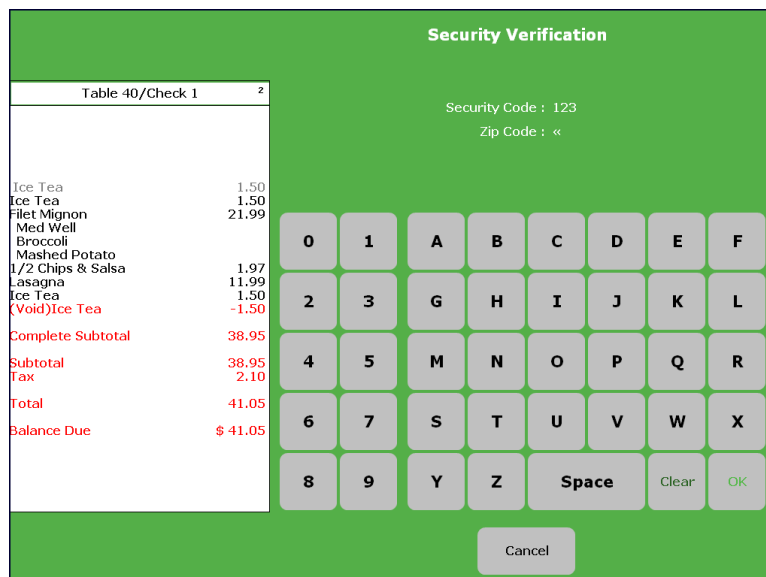 Security Verification
Table 40/Check 1 2
Security Code : 123
Zip Code : «
Ice Tea 1.50
Ice Tea 1.50
Filet Mignon 21.99
Med Well
Broccoli
Mashed Potato
1/2 Chips & Salsa 1.97
Lasagna 11.99
Ice Tea 1.50
(Void)Ice Tea -1.50
Complete Subtotal 38.95
Subtotal 38.95
Tax 2.10
Total 41.05
Balance Due $ 41.05
0 1 A B C D E F
2 3 G H I J K L
4 5 M N O P Q R
6 7 S T U V W X
8 9 Y Z Space Clear OK
Cancel